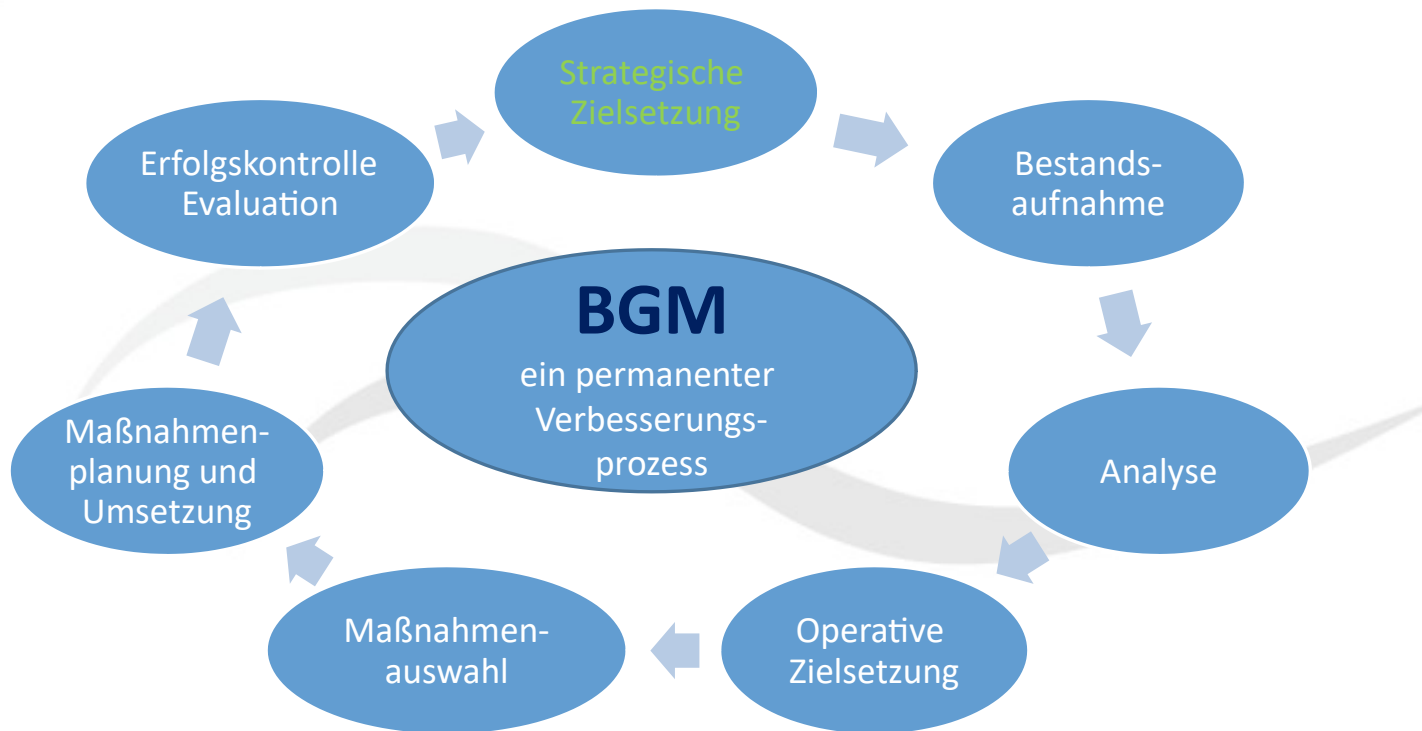 Strategische
Zielsetzung
Bestands-
aufnahme
Analyse
Operative
Zielsetzung
Maßnahmen-
auswahl
Maßnahmen-
planung und
Umsetzung
Erfolgskontrolle
Evaluation
BGM
ein permanenter
Verbesserungs-
prozess